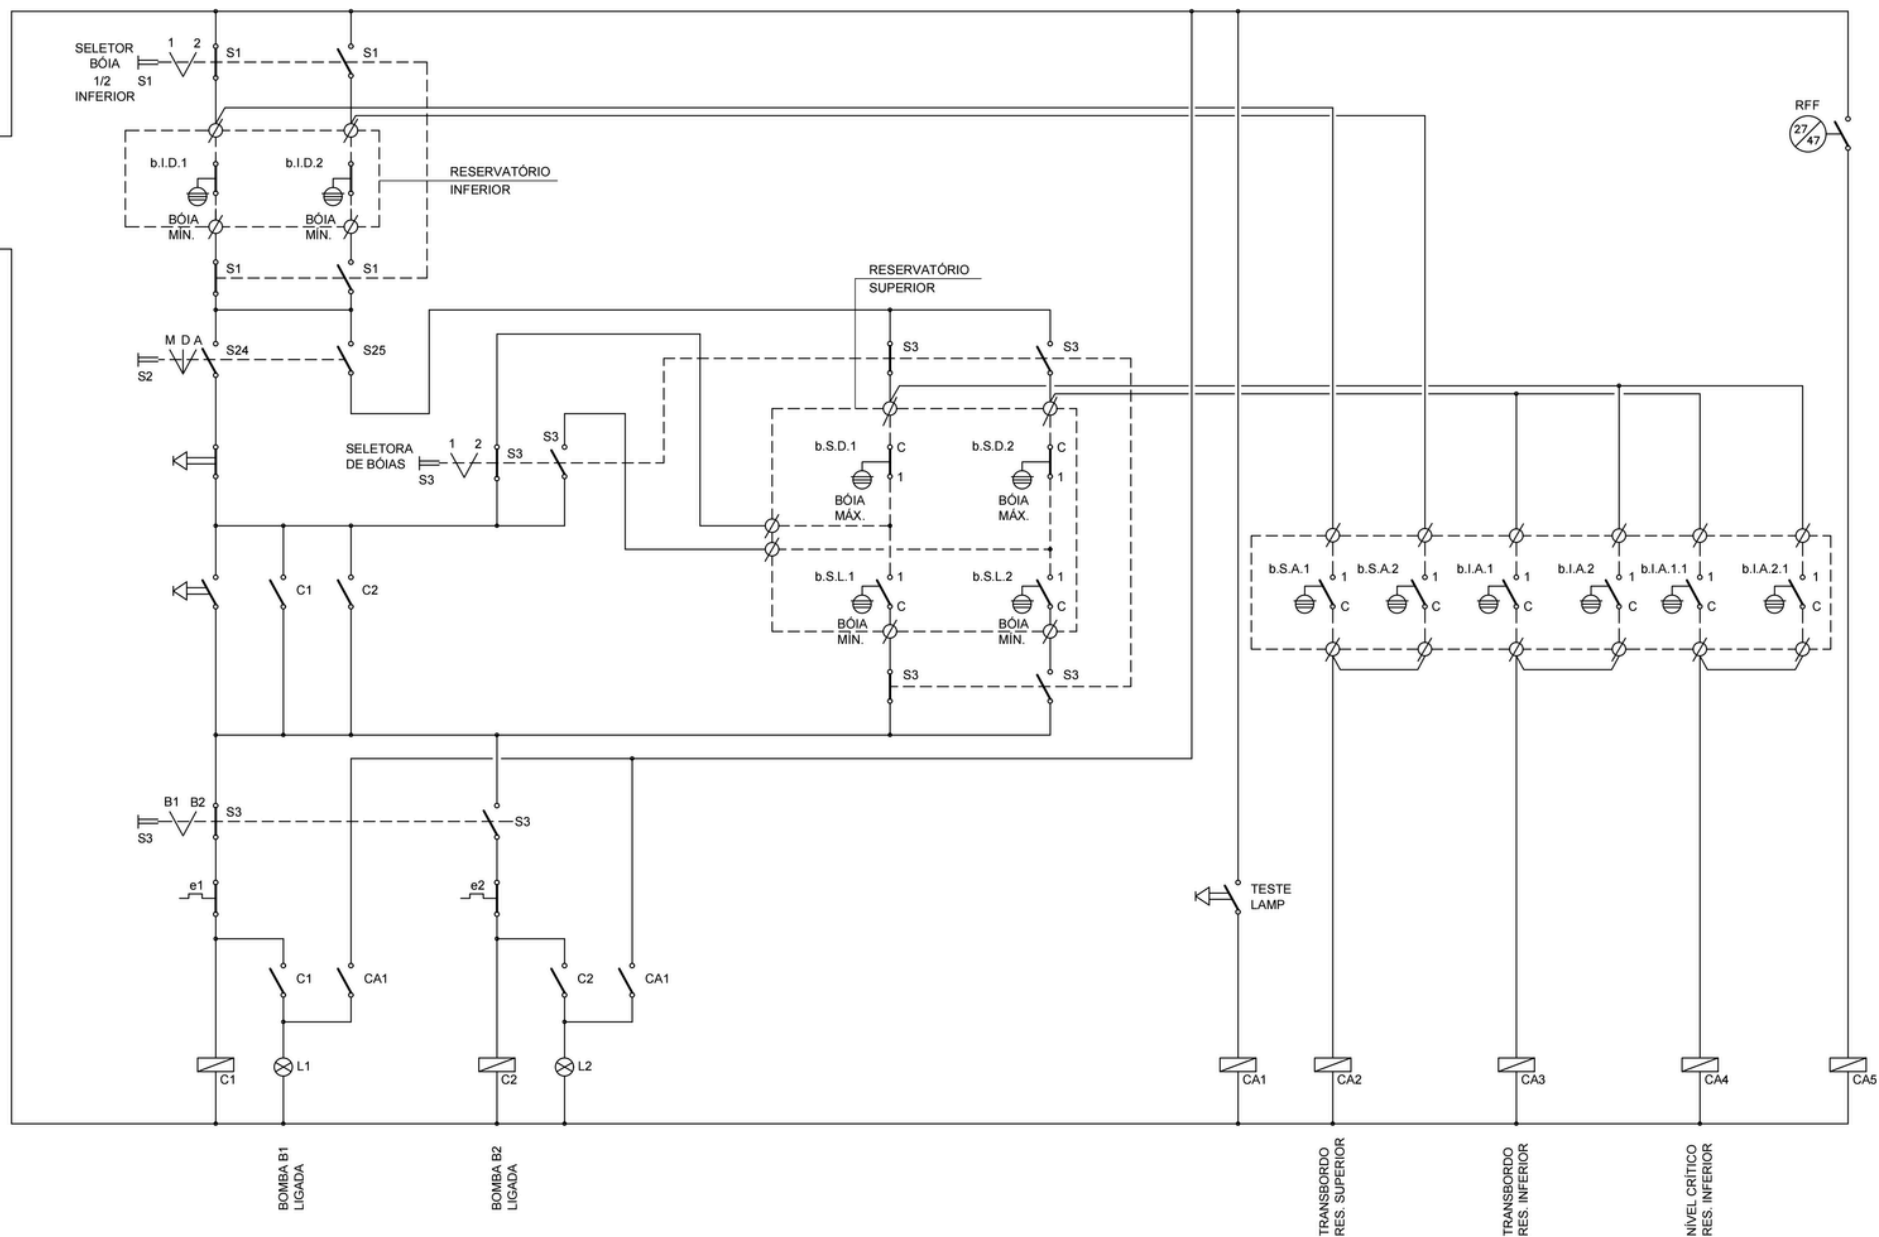 SELETOR
BÓIA
1/2
INFERIOR
S1
1 2
S1
S1
RFF
27
47
b.I.D.1
b.I.D.2
RESERVATÓRIO
INFERIOR
BÓIA
MÍN.
BÓIA
MÍN.
S1
S1
RESERVATÓRIO
SUPERIOR
M D A
S2
S24
S25
S3
S3
SELETORA
DE BÓIAS
S3
1 2
S3
S3
b.S.D.1
C
1
BÓIA
MÁX.
b.S.D.2
C
1
BÓIA
MÁX.
C1
C2
b.S.L.1
1
C
BÓIA
MÍN.
b.S.L.2
1
C
BÓIA
MÍN.
b.S.A.1
1
C
b.S.A.2
1
C
b.I.A.1
1
C
b.I.A.2
1
C
b.I.A.1.1
1
C
b.I.A.2.1
1
C
S3
S3
B1 B2
S3
S3
S3
e1
e2
TESTE
LAMP
C1
CA1
C2
CA1
C1
L1
C2
L2
CA1
CA2
CA3
CA4
CA5
BOMBA B1
LIGADA
BOMBA B2
LIGADA
TRANSBORDO
RES. SUPERIOR
TRANSBORDO
RES. INFERIOR
NÍVEL CRÍTICO
RES. INFERIOR